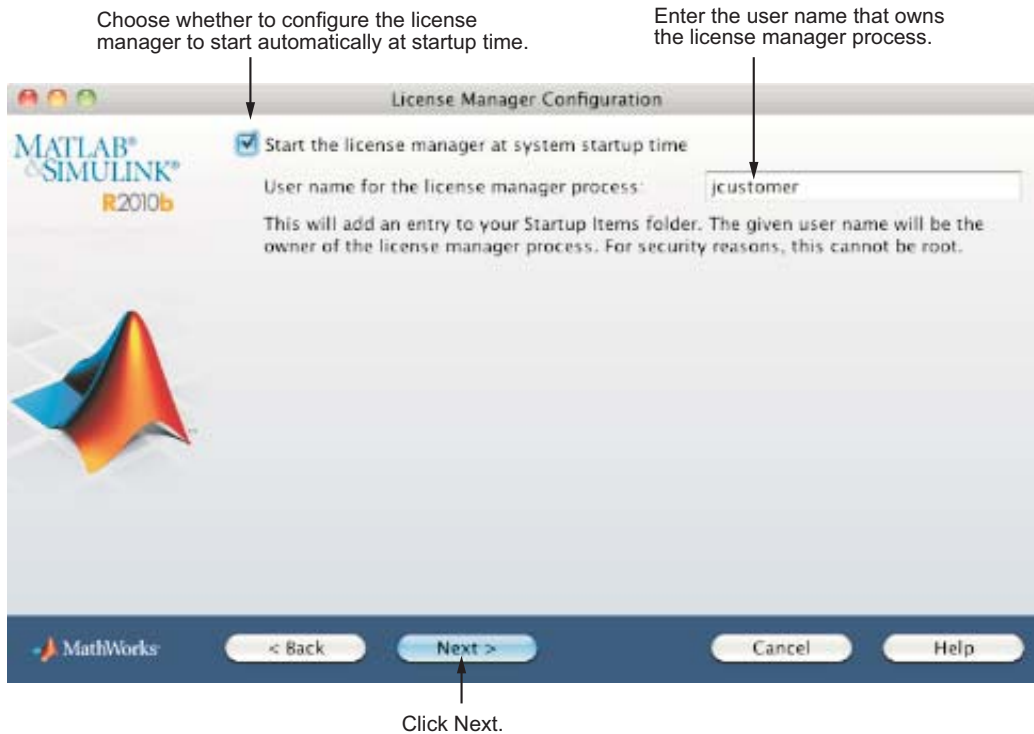 Choose whether to configure the license
manager to start automatically at startup time.
Enter the user name that owns
the license manager process.
License Manager Configuration
MATLAB®
&SIMULINK®
R2010b
Start the license manager at system startup time
User name for the license manager process:
jcustomer
This will add an entry to your Startup Items folder. The given user name will be the
owner of the license manager process. For security reasons, this cannot be root.
MathWorks
< Back
Next >
Cancel
Help
Click Next.